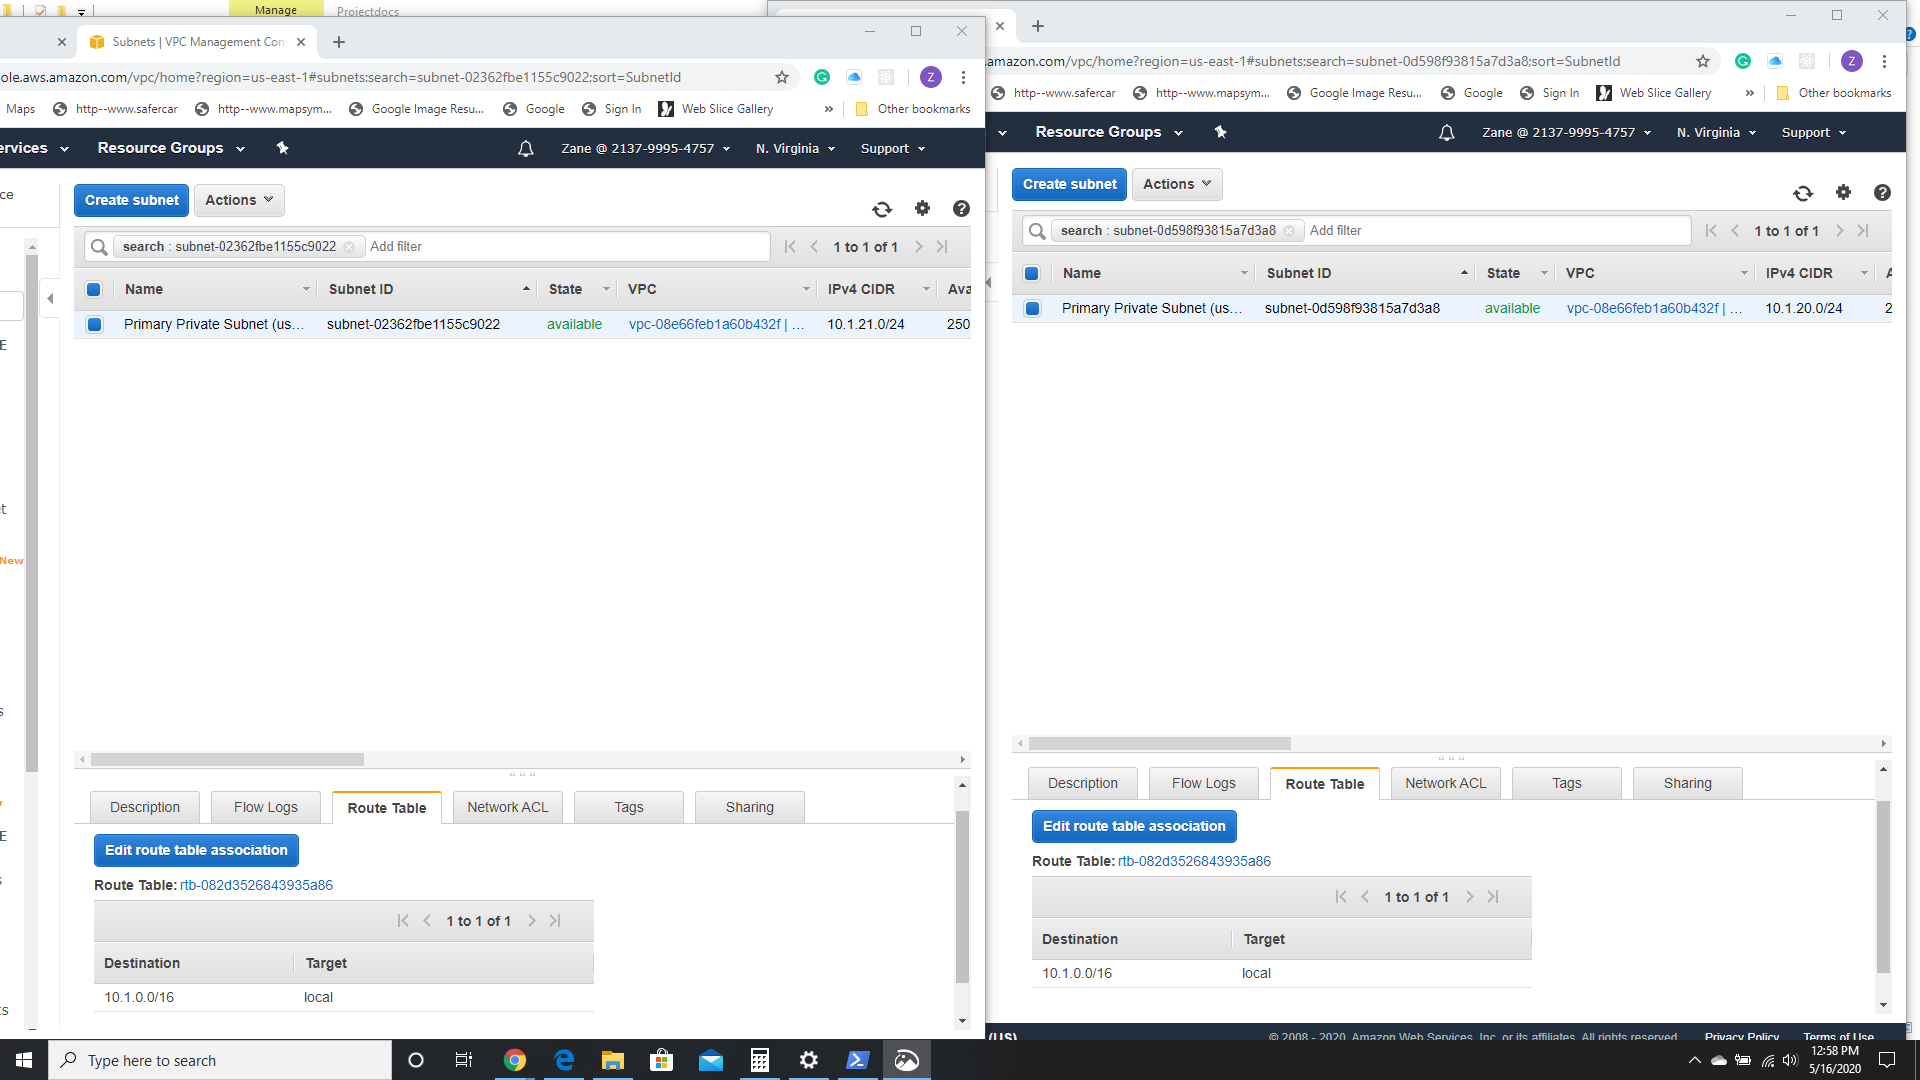 Manage
Projectdocs
Subnets | VPC Management Con
ole.aws.amazon.com/vpc/home?region=us-east-1#subnets:search=subnet-02362fbe1155c9022;sort=SubnetId
Z
Maps
http--www.safercar
http--www.mapsym...
Google Image Resu...
Google
Sign In
Web Slice Gallery
»
Other bookmarks
ervices
Resource Groups
Zane @ 2137-9995-4757
N. Virginia
Support
ce
Create subnet
Actions
search : subnet-02362fbe1155c9022
Add filter
1 to 1 of 1
Name
Subnet ID
State
VPC
IPv4 CIDR
Ava
Primary Private Subnet (us...
subnet-02362fbe1155c9022
available
vpc-08e66feb1a60b432f | ...
10.1.21.0/24
250
E
et
New
s
E
ts
Description
Flow Logs
Route Table
Network ACL
Tags
Sharing
Edit route table association
Route Table: rtb-082d3526843935a86
1 to 1 of 1
Destination
Target
10.1.0.0/16
local
amazon.com/vpc/home?region=us-east-1#subnets:search=subnet-0d598f93815a7d3a8;sort=SubnetId
Z
http--www.safercar
http--www.mapsym...
Google Image Resu...
Google
Sign In
Web Slice Gallery
»
Other bookmarks
Resource Groups
Zane @ 2137-9995-4757
N. Virginia
Support
Create subnet
Actions
search : subnet-0d598f93815a7d3a8
Add filter
1 to 1 of 1
Name
Subnet ID
State
VPC
IPv4 CIDR
A
Primary Private Subnet (us...
subnet-0d598f93815a7d3a8
available
vpc-08e66feb1a60b432f | ...
10.1.20.0/24
2
Description
Flow Logs
Route Table
Network ACL
Tags
Sharing
Edit route table association
Route Table: rtb-082d3526843935a86
1 to 1 of 1
Destination
Target
10.1.0.0/16
local
(US)
© 2008 - 2020, Amazon Web Services, Inc. or its affiliates. All rights reserved.
Privacy Policy
Terms of Use
Type here to search
12:58 PM
5/16/2020